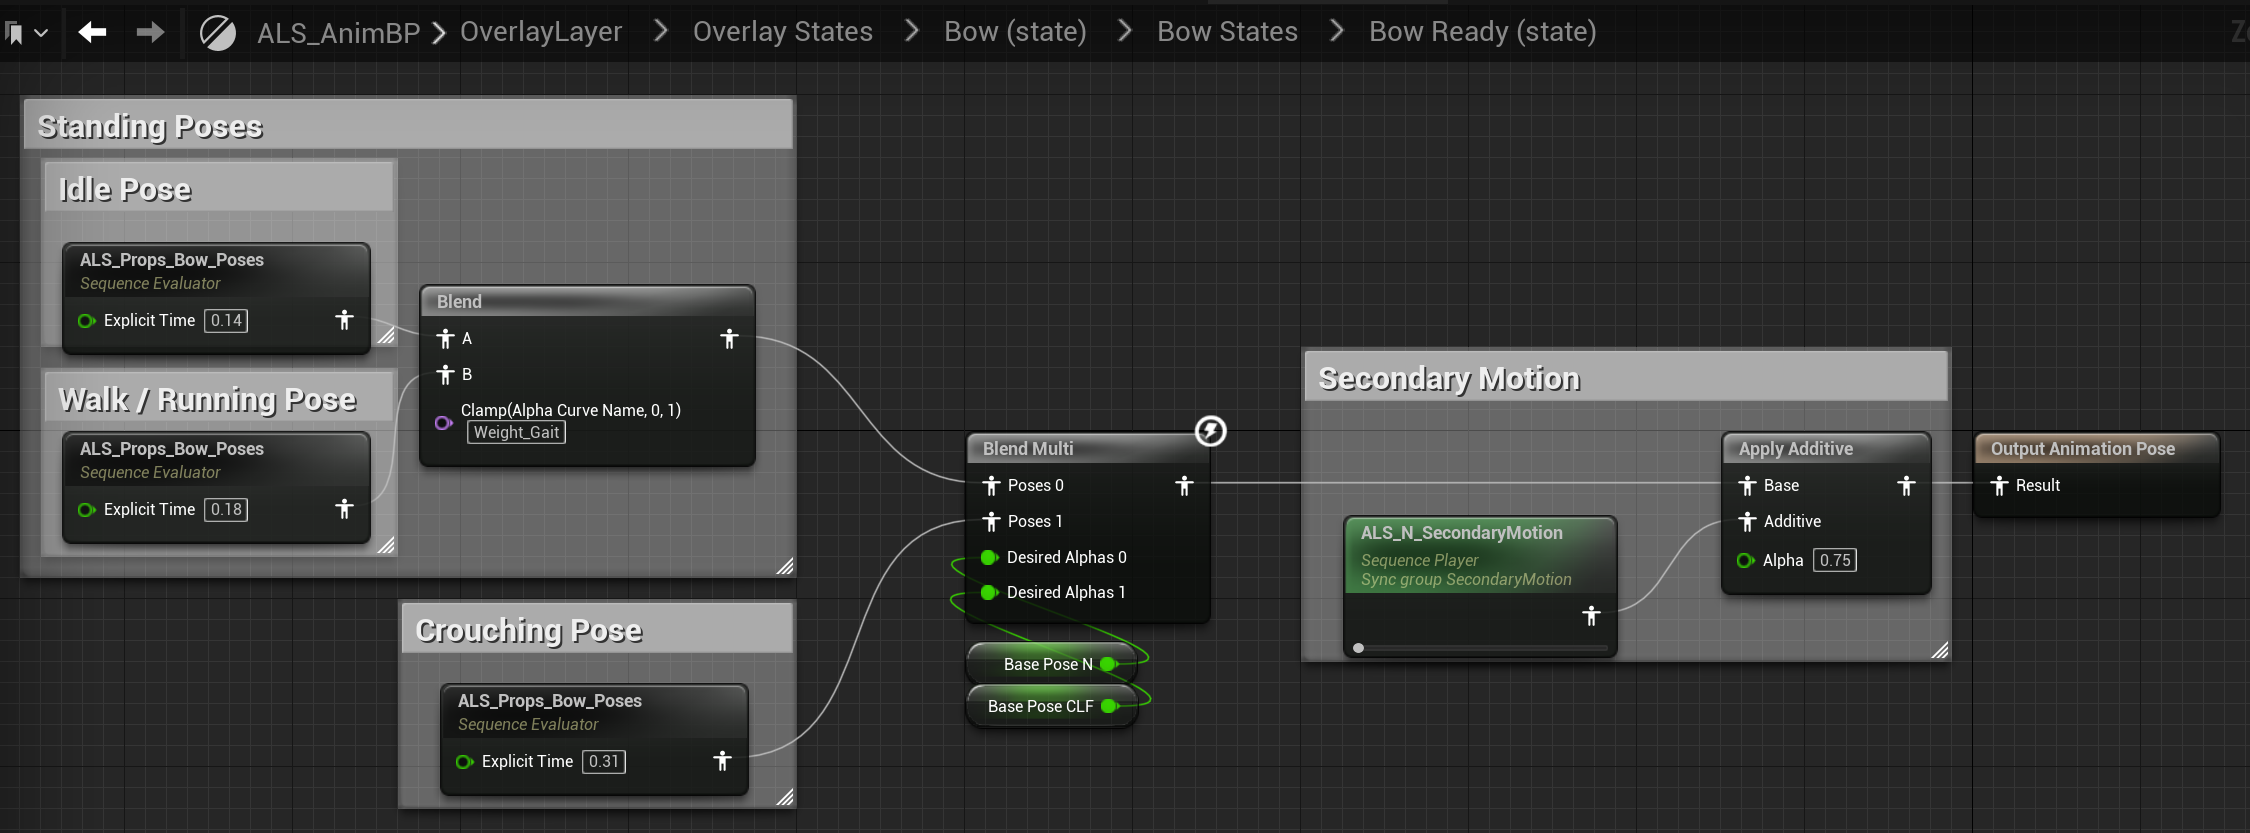 ALS_AnimBP > OverlayLayer > Overlay States > Bow (state) > Bow States > Bow Ready (state)
Standing Poses
Idle Pose
ALS_Props_Bow_Poses
Sequence Evaluator
Explicit Time 0.14
Walk / Running Pose
ALS_Props_Bow_Poses
Sequence Evaluator
Explicit Time 0.18
Blend
A
B
Clamp(Alpha Curve Name, 0, 1)
Weight_Gait
Crouching Pose
ALS_Props_Bow_Poses
Sequence Evaluator
Explicit Time 0.31
Blend Multi
Poses 0
Poses 1
Desired Alphas 0
Desired Alphas 1
Base Pose N
Base Pose CLF
Secondary Motion
ALS_N_SecondaryMotion
Sequence Player
Sync group SecondaryMotion
Apply Additive
Base
Additive
Alpha 0.75
Output Animation Pose
Result